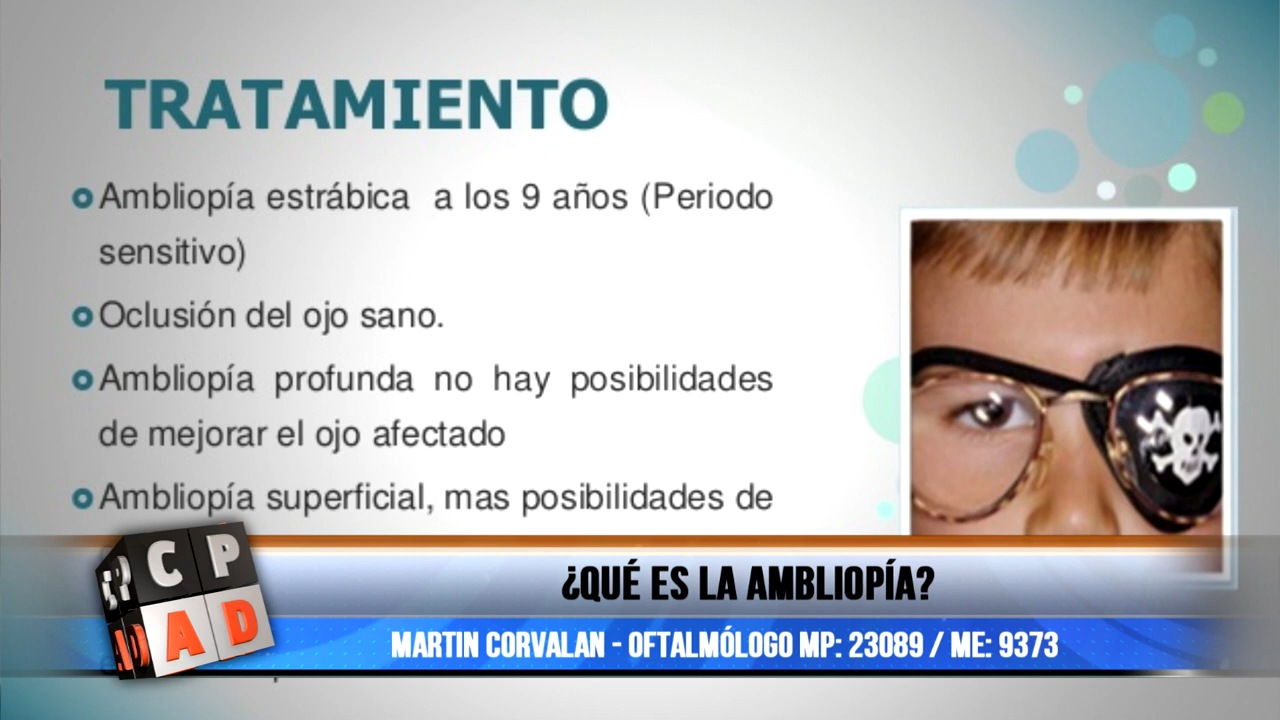 TRATAMIENTO
Ambliopía estrábica a los 9 años (Periodo
sensitivo)
Oclusión del ojo sano.
Ambliopía profunda no hay posibilidades
de mejorar el ojo afectado
Ambliopía superficial, mas posibilidades de
¿QUÉ ES LA AMBLIOPÍA?
MARTIN CORVALAN - OFTALMÓLOGO MP: 23089 / ME: 9373
CP
AD